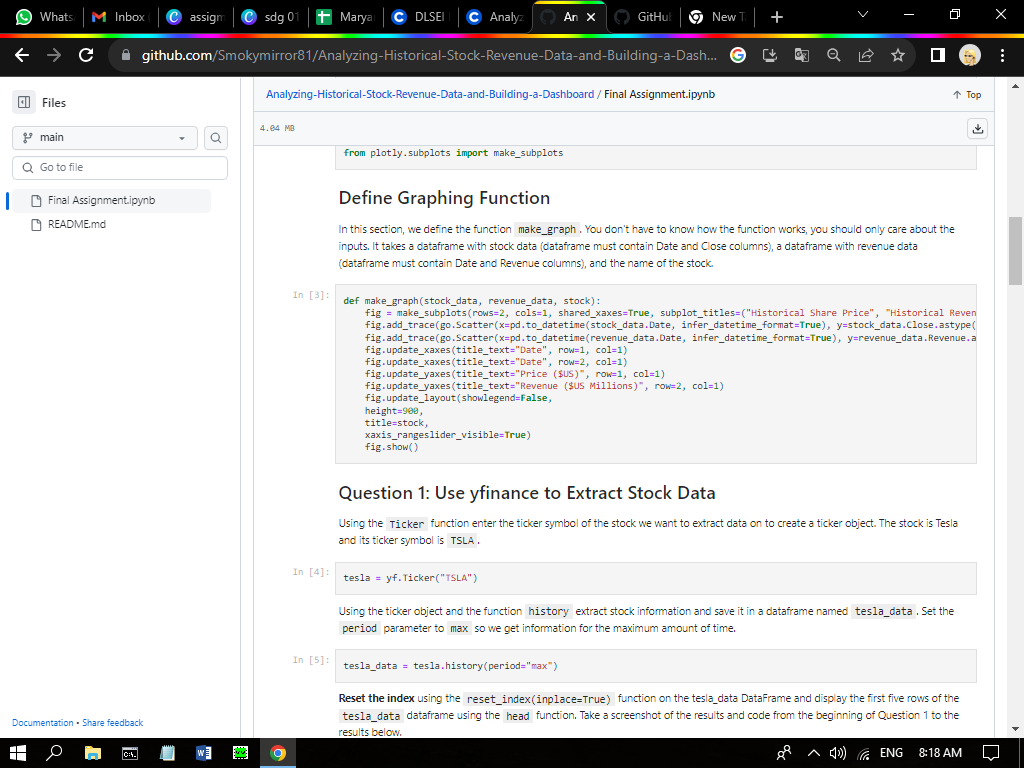 Whats
Inbox
assigm
sdg 01
Marya
DLSEI
Analyz
An
GitHu
New T
github.com/Smokymirror81/Analyzing-Historical-Stock-Revenue-Data-and-Building-a-Dash...
Files
main
Go to file
Final Assignment.ipynb
README.md
Documentation • Share feedback
Analyzing-Historical-Stock-Revenue-Data-and-Building-a-Dashboard / Final Assignment.ipynb
Top
4.04 MB
from plotly.subplots import make_subplots
Define Graphing Function
In this section, we define the function make_graph. You don't have to know how the function works, you should only care about the
inputs. It takes a dataframe with stock data (dataframe must contain Date and Close columns), a dataframe with revenue data
(dataframe must contain Date and Revenue columns), and the name of the stock.
In [3]:
def make_graph(stock_data, revenue_data, stock):
fig = make_subplots(rows=2, cols=1, shared_xaxes=True, subplot_titles=("Historical Share Price", "Historical Reven
fig.add_trace(go.Scatter(x=pd.to_datetime(stock_data.Date, infer_datetime_format=True), y=stock_data.Close.astype(
fig.add_trace(go.Scatter(x=pd.to_datetime(revenue_data.Date, infer_datetime_format=True), y=revenue_data.Revenue.a
fig.update_xaxes(title_text="Date", row=1, col=1)
fig.update_xaxes(title_text="Date", row=2, col=1)
fig.update_yaxes(title_text="Price ($US)", row=1, col=1)
fig.update_yaxes(title_text="Revenue ($US Millions)", row=2, col=1)
fig.update_layout(showlegend=False,
height=900,
title=stock,
xaxis_rangeslider_visible=True)
fig.show()
Question 1: Use yfinance to Extract Stock Data
Using the Ticker function enter the ticker symbol of the stock we want to extract data on to create a ticker object. The stock is Tesla
and its ticker symbol is TSLA.
In [4]:
tesla = yf.Ticker("TSLA")
Using the ticker object and the function history extract stock information and save it in a dataframe named tesla_data. Set the
period parameter to max so we get information for the maximum amount of time.
In [5]:
tesla_data = tesla.history(period="max")
Reset the index using the reset_index(inplace=True) function on the tesla_data DataFrame and display the first five rows of the
tesla_data dataframe using the head function. Take a screenshot of the results and code from the beginning of Question 1 to the
results below.
ENG
8:18 AM